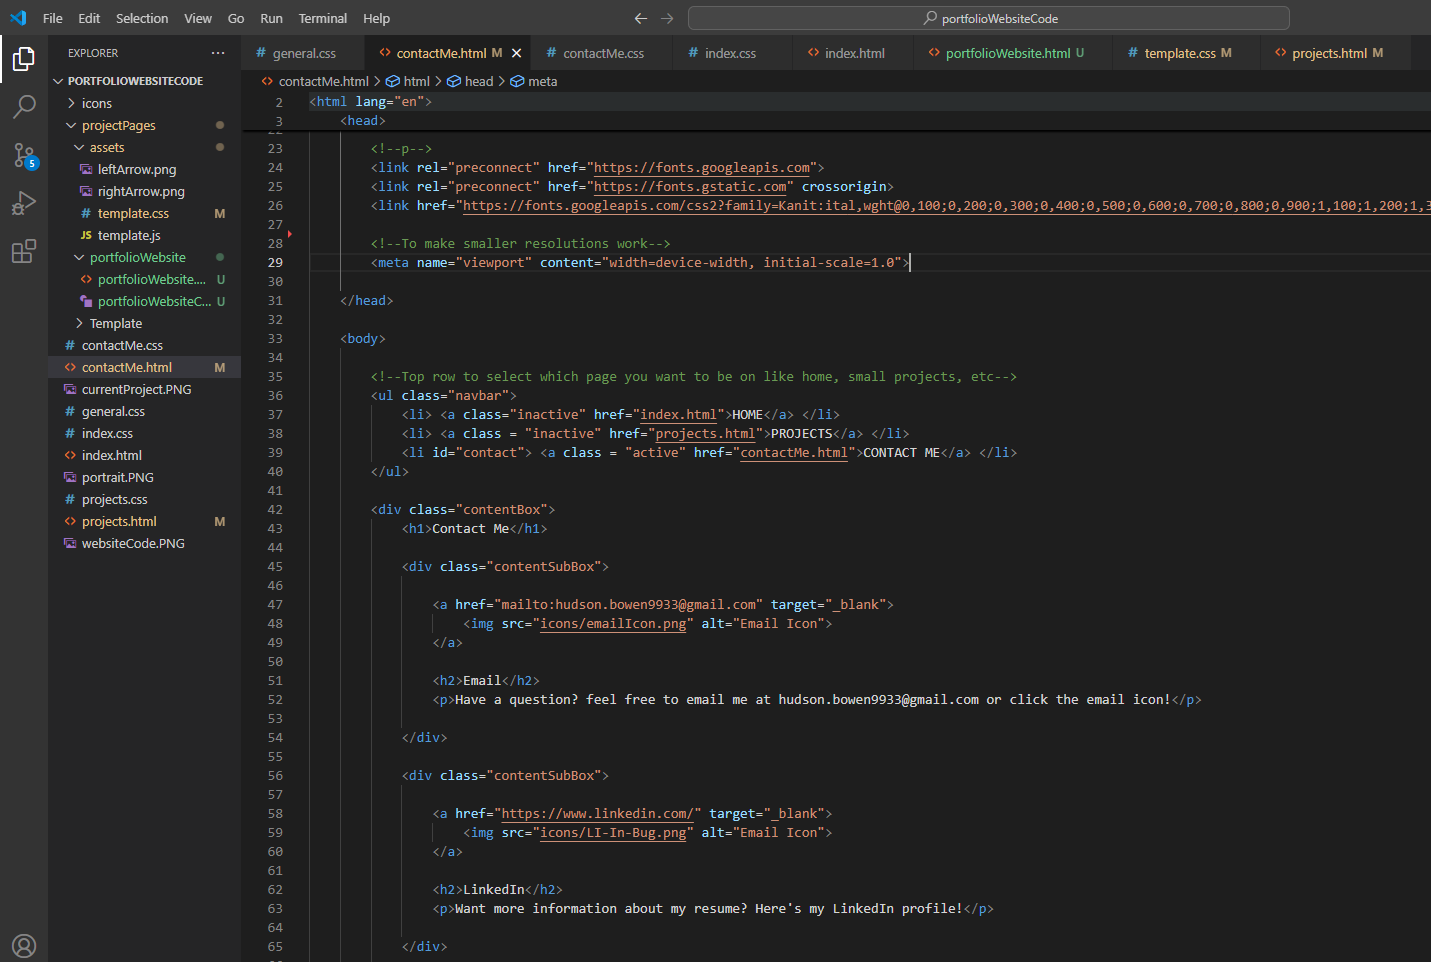 File Edit Selection View Go Run Terminal Help
portfolioWebsiteCode
EXPLORER
general.css
contactMe.html M
contactMe.css
index.css
index.html
portfolioWebsite.html U
template.css M
projects.html M
contactMe.html > html > head > meta
PORTFOLIOWEBSITECODE
icons
projectPages
assets
leftArrow.png
rightArrow.png
template.css M
JS template.js
portfolioWebsite
portfolioWebsite.... U
portfolioWebsiteC... U
Template
contactMe.css
contactMe.html M
currentProject.PNG
general.css
index.css
index.html
portrait.PNG
projects.css
projects.html M
websiteCode.PNG
5
2 <html lang="en">
3 <head>
23 <!--p-->
24 <link rel="preconnect" href="https://fonts.googleapis.com">
25 <link rel="preconnect" href="https://fonts.gstatic.com" crossorigin>
26 <link href="https://fonts.googleapis.com/css2?family=Kanit:ital,wght@0,100;0,200;0,300;0,400;0,500;0,600;0,700;0,800;0,900;1,100;1,200;1,3
27
28 <!--To make smaller resolutions work-->
29 <meta name="viewport" content="width=device-width, initial-scale=1.0">
30
31 </head>
32
33 <body>
34
35 <!--Top row to select which page you want to be on like home, small projects, etc-->
36 <ul class="navbar">
37 <li> <a class="inactive" href="index.html">HOME</a> </li>
38 <li> <a class = "inactive" href="projects.html">PROJECTS</a> </li>
39 <li id="contact"> <a class = "active" href="contactMe.html">CONTACT ME</a> </li>
40 </ul>
41
42 <div class="contentBox">
43 <h1>Contact Me</h1>
44
45 <div class="contentSubBox">
46
47 <a href="mailto:hudson.bowen9933@gmail.com" target="_blank">
48 <img src="icons/emailIcon.png" alt="Email Icon">
49 </a>
50
51 <h2>Email</h2>
52 <p>Have a question? feel free to email me at hudson.bowen9933@gmail.com or click the email icon!</p>
53
54 </div>
55
56 <div class="contentSubBox">
57
58 <a href="https://www.linkedin.com/" target="_blank">
59 <img src="icons/LI-In-Bug.png" alt="Email Icon">
60 </a>
61
62 <h2>LinkedIn</h2>
63 <p>Want more information about my resume? Here's my LinkedIn profile!</p>
64
65 </div>